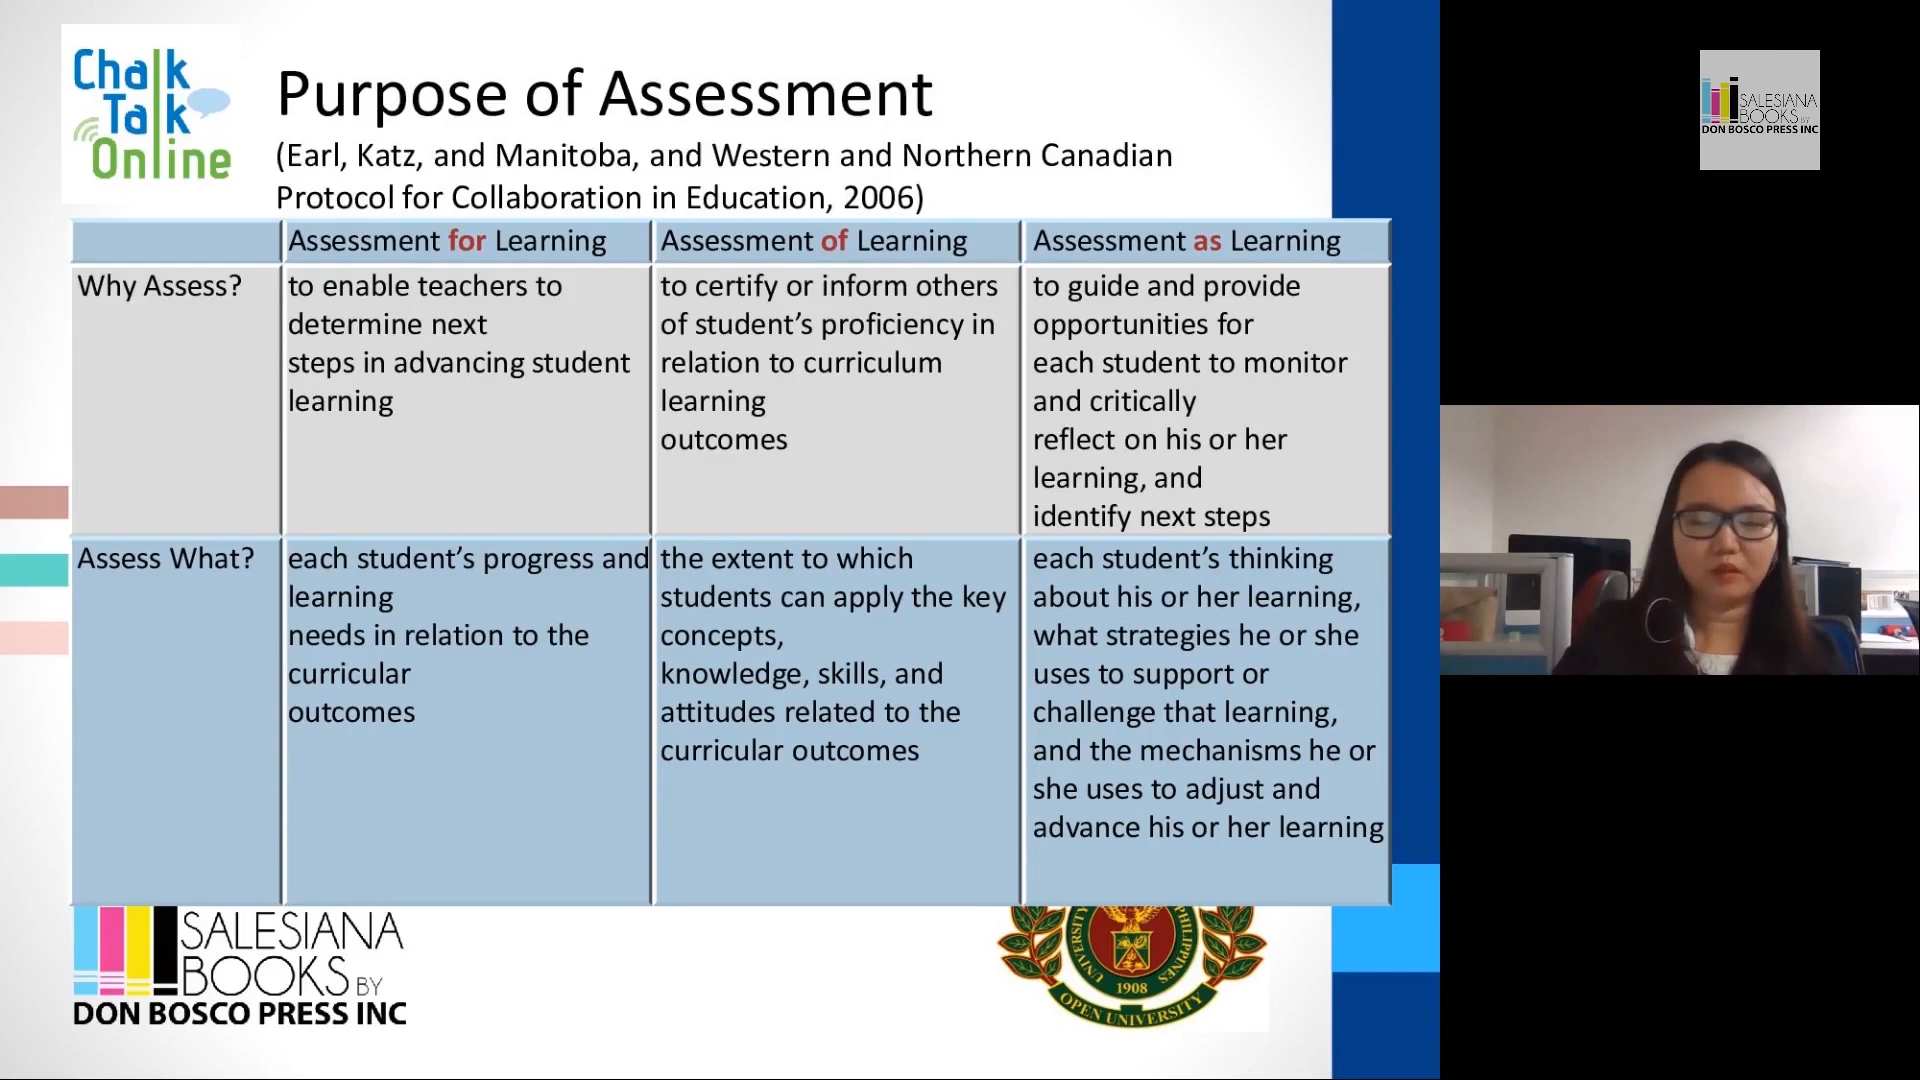 Chalk
Talk
Online
Purpose of Assessment
(Earl, Katz, and Manitoba, and Western and Northern Canadian
Protocol for Collaboration in Education, 2006)
Assessment for Learning
Assessment of Learning
Assessment as Learning
Why Assess?
to enable teachers to
determine next
steps in advancing student
learning
to certify or inform others
of student’s proficiency in
relation to curriculum
learning
outcomes
to guide and provide
opportunities for
each student to monitor
and critically
reflect on his or her
learning, and
identify next steps
Assess What?
each student’s progress and
learning
needs in relation to the
curricular
outcomes
the extent to which
students can apply the key
concepts,
knowledge, skills, and
attitudes related to the
curricular outcomes
each student’s thinking
about his or her learning,
what strategies he or she
uses to support or
challenge that learning,
and the mechanisms he or
she uses to adjust and
advance his or her learning
SALESIANA
BOOKS BY
DON BOSCO PRESS INC
UNIVERSITY
PHILIPPINES
1908
OPEN UNIVERSITY
SALESIANA
BOOKS BY
DON BOSCO PRESS INC